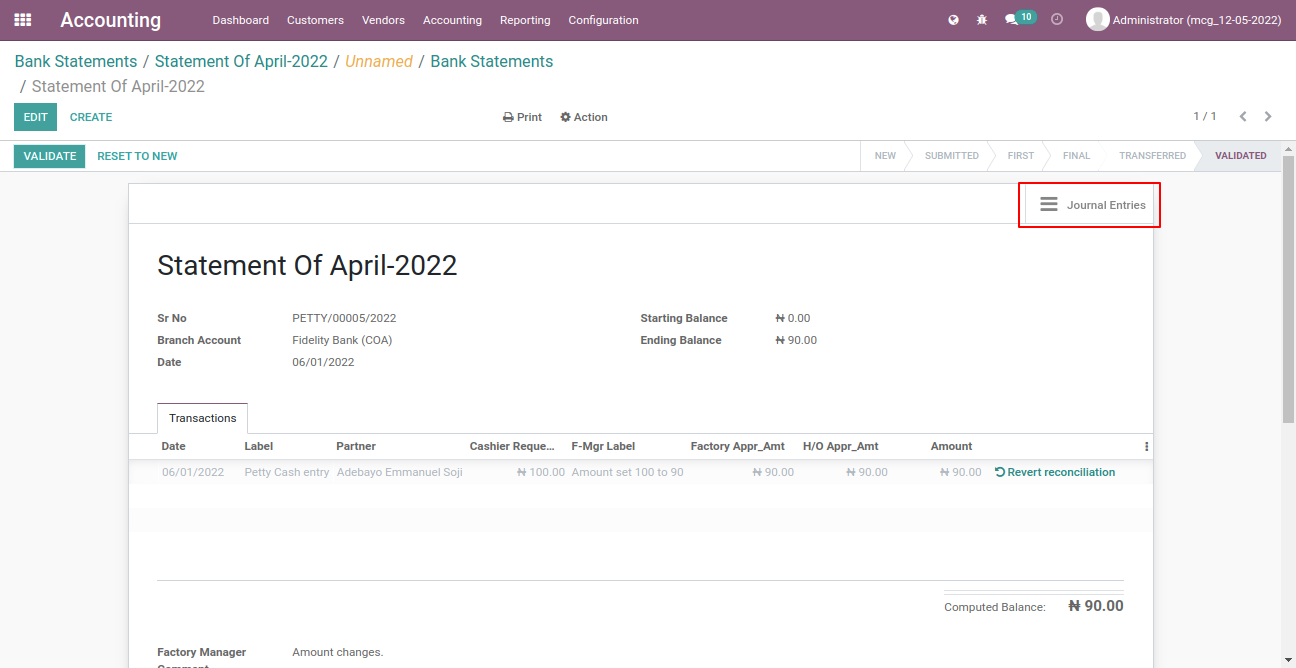 Accounting Dashboard Customers Vendors Accounting Reporting Configuration 10 Administrator (mcg_12-05-2022)
Bank Statements / Statement Of April-2022 / Unnamed / Bank Statements
/ Statement Of April-2022
EDIT CREATE Print Action 1 / 1
VALIDATE RESET TO NEW NEW SUBMITTED FIRST FINAL TRANSFERRED VALIDATED
Journal Entries
Statement Of April-2022
Sr No PETTY/00005/2022 Starting Balance ₦ 0.00
Branch Account Fidelity Bank (COA) Ending Balance ₦ 90.00
Date 06/01/2022
Transactions
Date Label Partner Cashier Reque... F-Mgr Label Factory Appr_Amt H/O Appr_Amt Amount
06/01/2022 Petty Cash entry Adebayo Emmanuel Soji ₦ 100.00 Amount set 100 to 90 ₦ 90.00 ₦ 90.00 ₦ 90.00 Revert reconciliation
Computed Balance: ₦ 90.00
Factory Manager Amount changes.